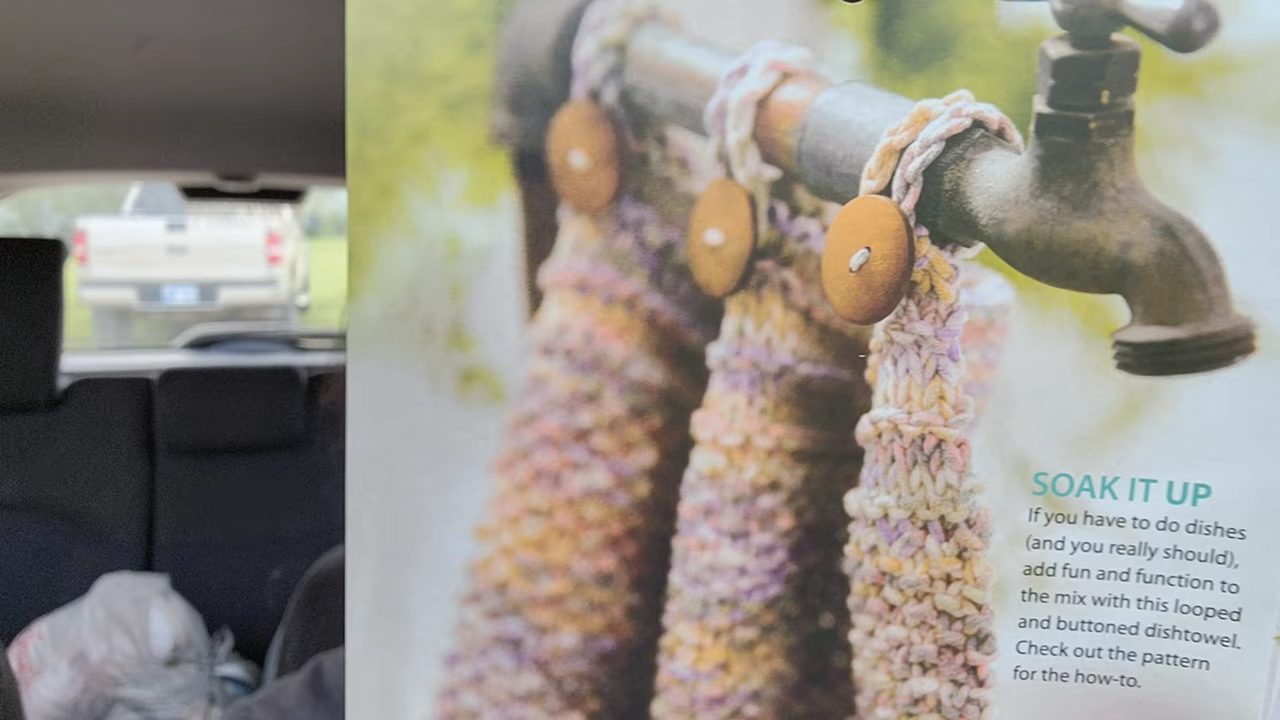 SOAK IT UP
If you have to do dishes
(and you really should),
add fun and function to
the mix with this looped
and buttoned dishtowel.
Check out the pattern
for the how-to.